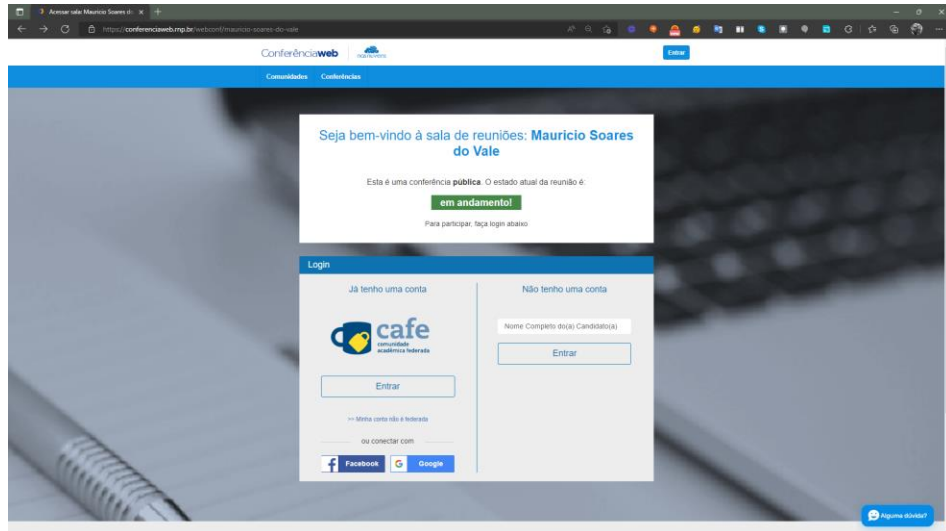 Acessar sala: Mauricio Soares do
https://conferenciaweb.rnp.br/webconf/mauricio-soares-do-vale
Conferênciaweb
Entrar
Comunidades Conferências
Seja bem-vindo à sala de reuniões: Mauricio Soares
do Vale
Esta é uma conferência pública. O estado atual da reunião é:
em andamento!
Para participar, faça login abaixo
Login
Já tenho uma conta
Não tenho uma conta
cafe
comunidade
acadêmica federada
Nome Completo do(a) Candidato(a)
Entrar
Entrar
>> Minha conta não é federada
ou conectar com
Facebook
Google
Alguma dúvida?